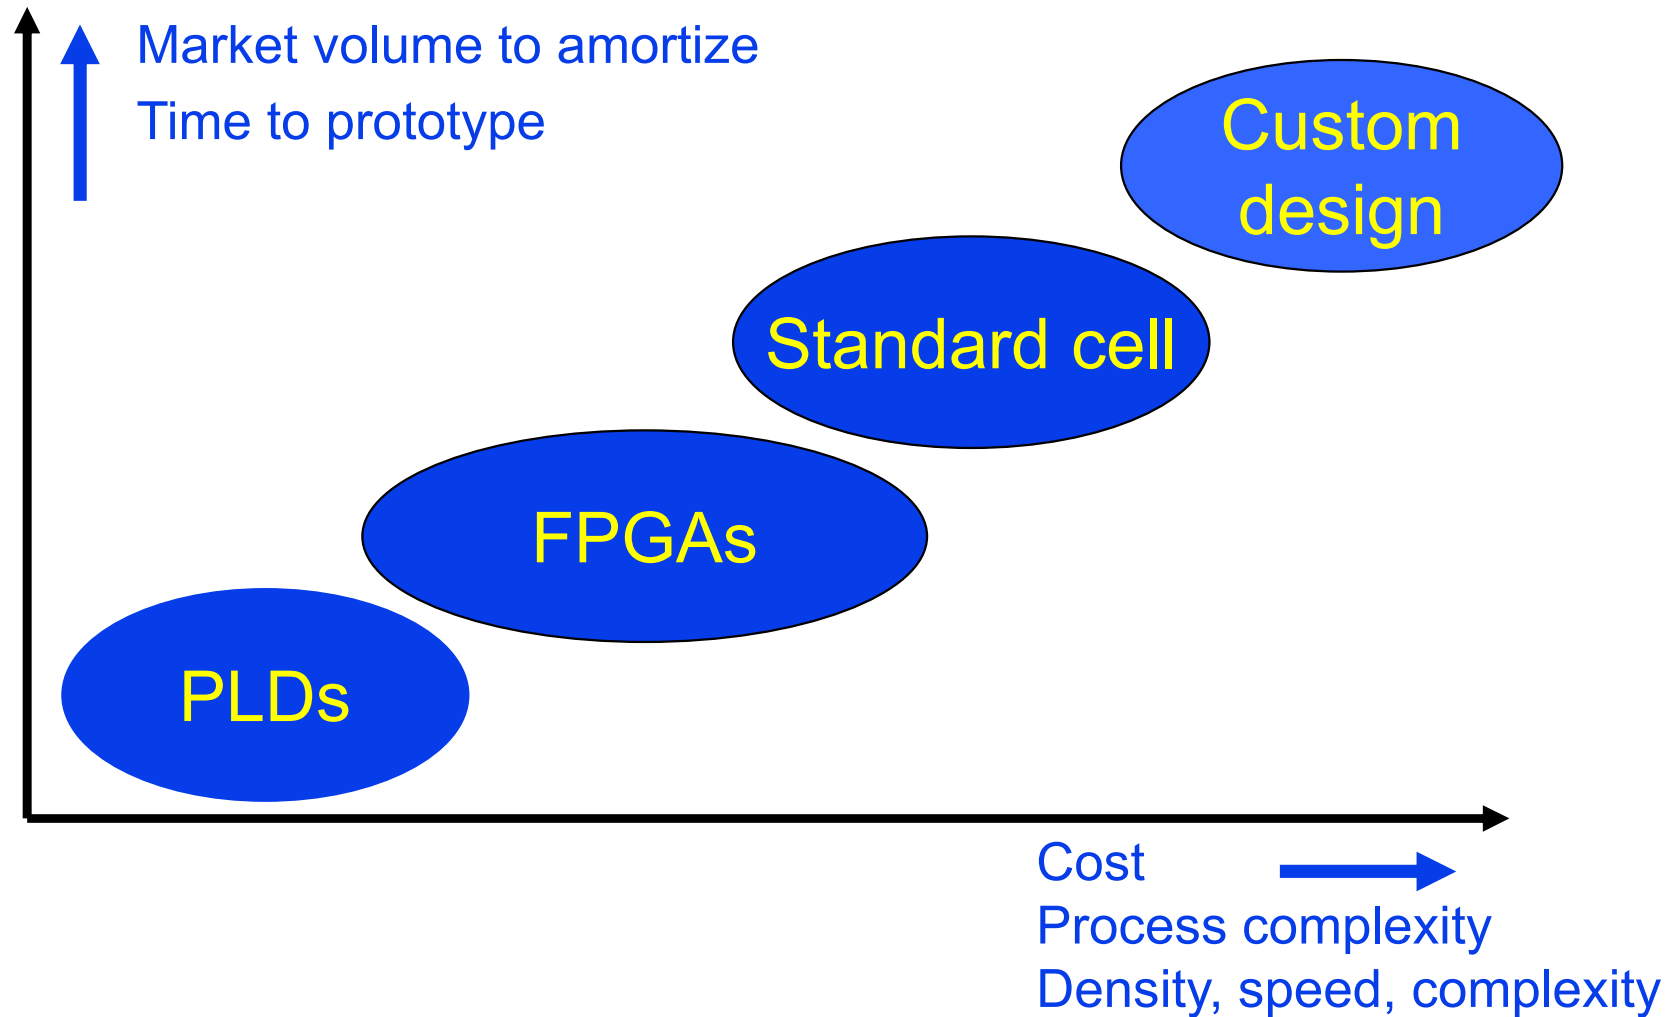 Market volume to amortize
Time to prototype
Custom
design
Standard cell
FPGAs
PLDs
Cost
Process complexity
Density, speed, complexity